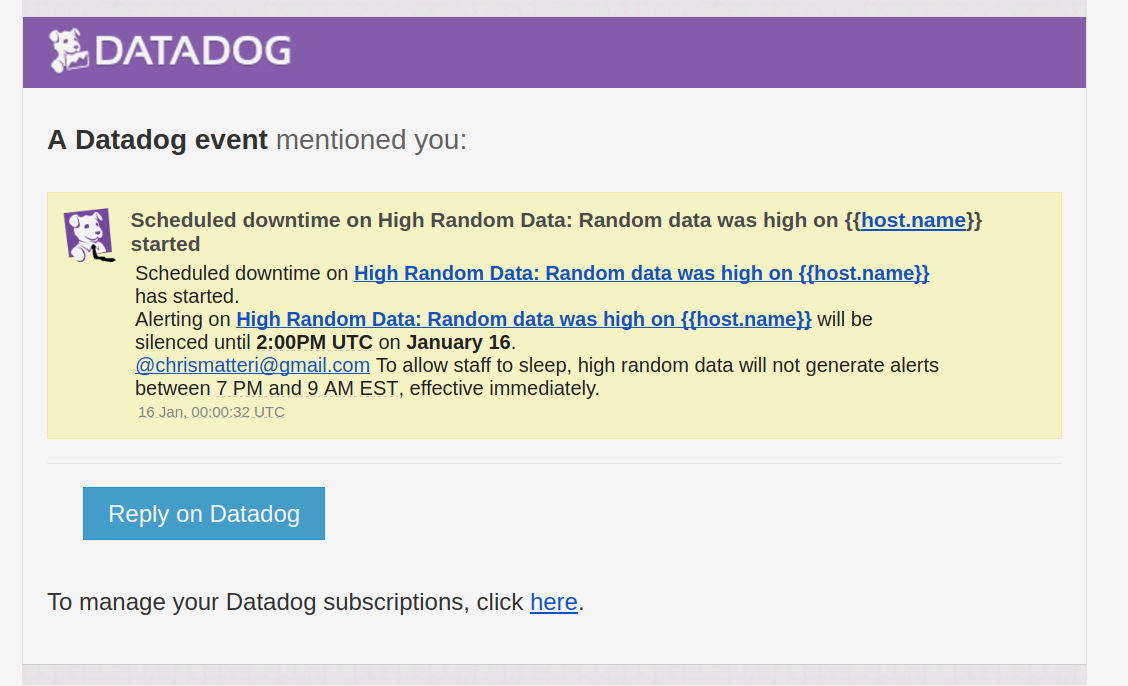 DATADOG
A Datadog event mentioned you:
Scheduled downtime on High Random Data: Random data was high on {{host.name}}
started
Scheduled downtime on High Random Data: Random data was high on {{host.name}}
has started.
Alerting on High Random Data: Random data was high on {{host.name}} will be
silenced until 2:00PM UTC on January 16.
@chrismatteri@gmail.com To allow staff to sleep, high random data will not generate alerts
between 7 PM and 9 AM EST, effective immediately.
16 Jan, 00:00:32 UTC
Reply on Datadog
To manage your Datadog subscriptions, click here.